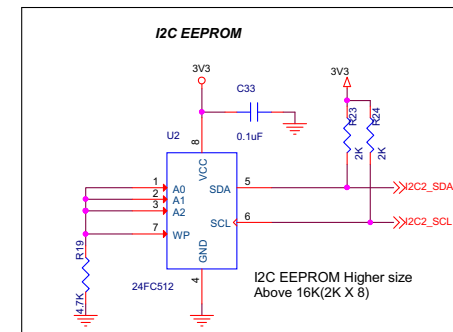 I2C EEPROM
3V3
3V3
C33
0.1uF
R23
2K
R24
2K
U2
8
VCC
1
A0
2
A1
3
A2
7
WP
SDA
5
I2C2_SDA
SCL
6
I2C2_SCL
GND
4
R19
4.7K
24FC512
I2C EEPROM Higher size
Above 16K(2K X 8)